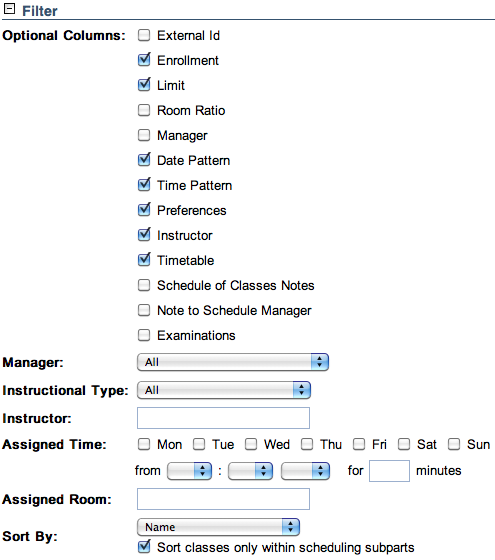 Filter
Optional Columns: External Id
Enrollment
Limit
Room Ratio
Manager
Date Pattern
Time Pattern
Preferences
Instructor
Timetable
Schedule of Classes Notes
Note to Schedule Manager
Examinations
Manager: All
Instructional Type: All
Instructor:
Assigned Time: Mon Tue Wed Thu Fri Sat Sun
from : for minutes
Assigned Room:
Sort By: Name
Sort classes only within scheduling subparts